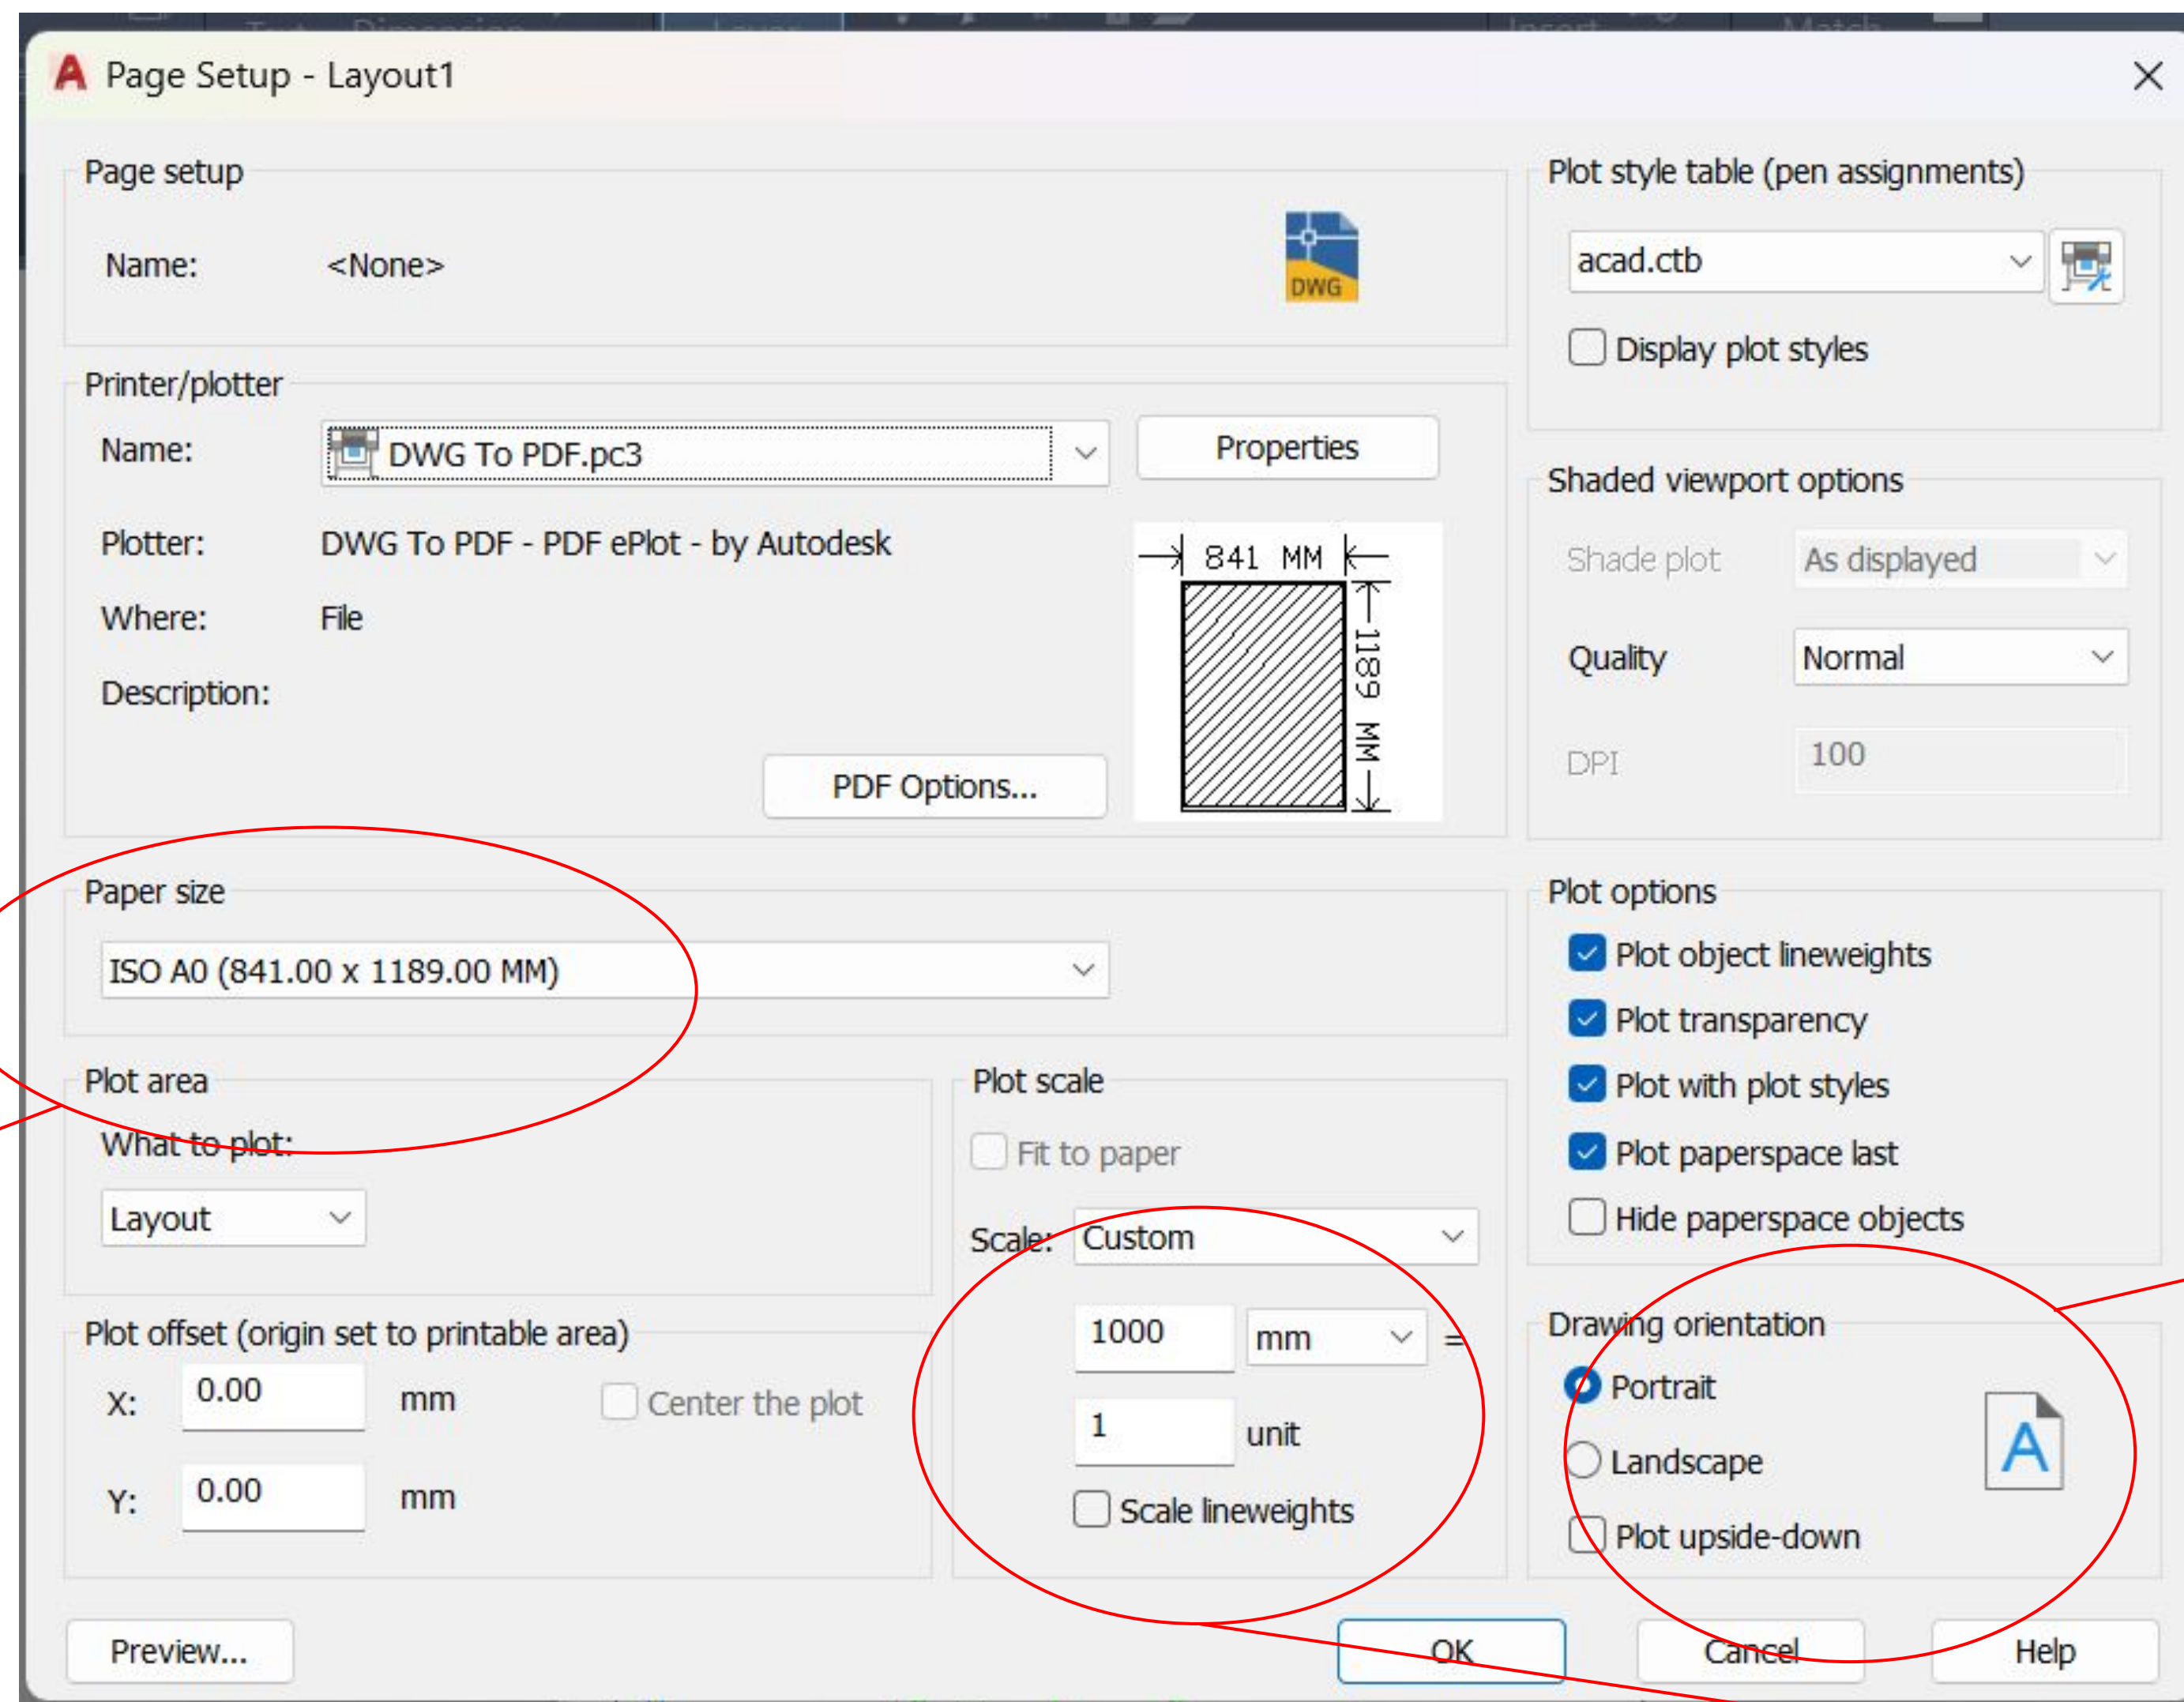 Text Dimension Layer Insert Match
Page Setup - Layout1
Page setup
Name: <None>
DWG
Printer/plotter
Name: DWG To PDF.pc3 Properties
Plotter: DWG To PDF - PDF ePlot - by Autodesk
Where: File
Description:
PDF Options...
841 MM
1189 MM
Paper size
ISO A0 (841.00 x 1189.00 MM)
Plot area
What to plot:
Layout
Plot offset (origin set to printable area)
X: 0.00 mm Center the plot
Y: 0.00 mm
Plot scale
Fit to paper
Scale: Custom
1000 mm =
1 unit
Scale lineweights
Plot style table (pen assignments)
acad.ctb
Display plot styles
Shaded viewport options
Shade plot As displayed
Quality Normal
DPI 100
Plot options
Plot object lineweights
Plot transparency
Plot with plot styles
Plot paperspace last
Hide paperspace objects
Drawing orientation
Portrait
Landscape
Plot upside-down
A
Preview... OK Cancel Help